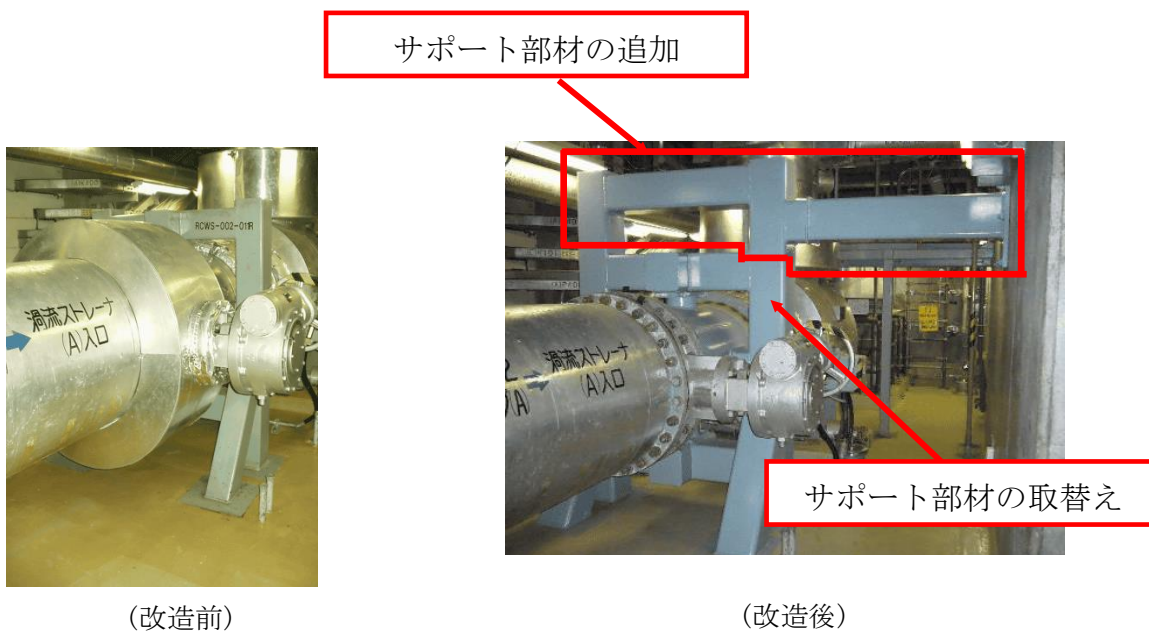 サポート部材の追加
RCWS-002-011R
渦流ストレーナ
(A)入口
渦流ストレーナ
(A)入口
(A)
サポート部材の取替え
(改造前)
(改造後)